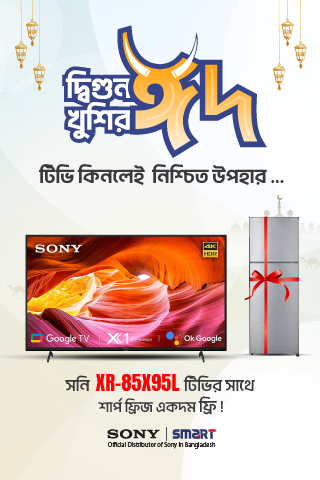 দ্বিগুন
খুশির ঈদ
টিভি কিনলেই নিশ্চিত উপহার ...
SONY
4K
HDR
Google TV
X1
Ok Google
সনি XR-85X95L টিভির সাথে
শার্প ফ্রিজ একদম ফ্রি !
SONY SMART
Official Distributor of Sony in Bangladesh